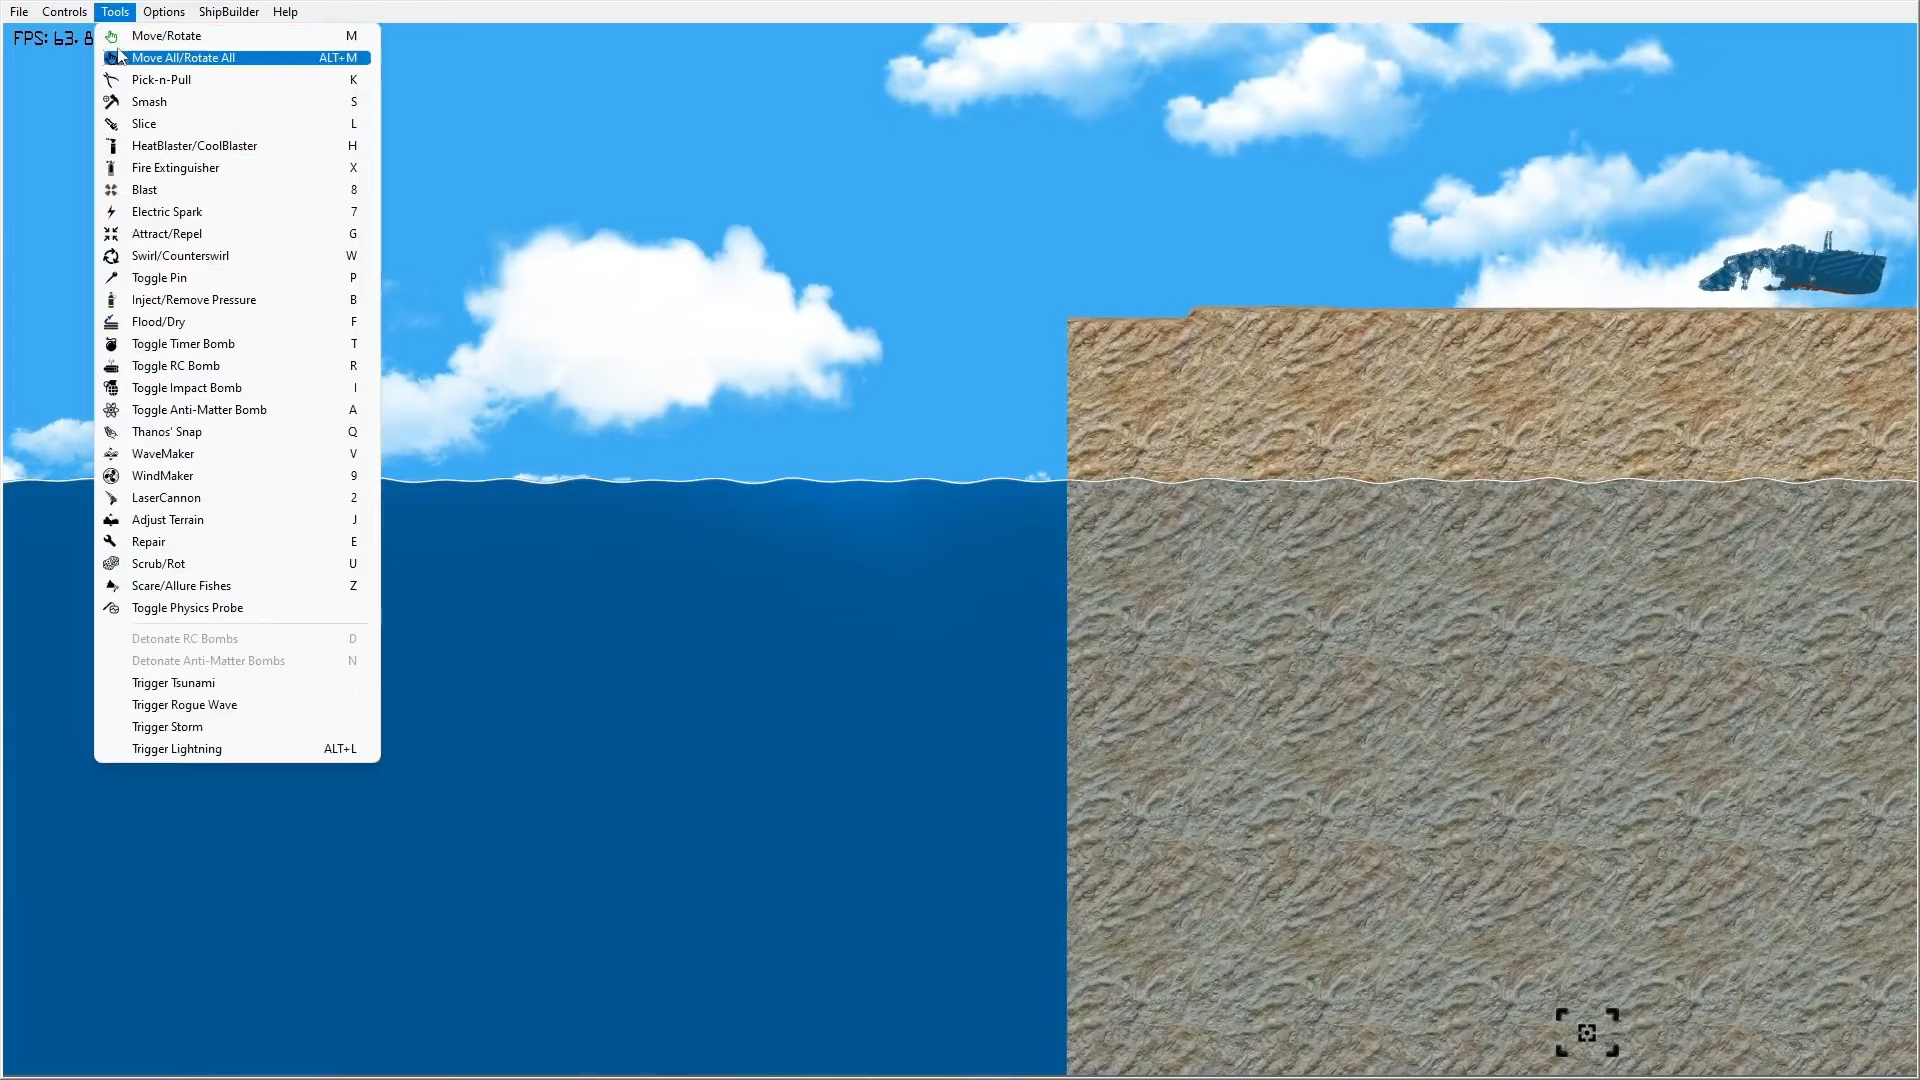 File Controls Tools Options ShipBuilder Help
FPS: 63.8
Move/Rotate M
Move All/Rotate All ALT+M
Pick-n-Pull K
Smash S
Slice L
HeatBlaster/CoolBlaster H
Fire Extinguisher X
Blast 8
Electric Spark 7
Attract/Repel G
Swirl/Counterswirl W
Toggle Pin P
Inject/Remove Pressure B
Flood/Dry F
Toggle Timer Bomb T
Toggle RC Bomb R
Toggle Impact Bomb I
Toggle Anti-Matter Bomb A
Thanos' Snap Q
WaveMaker V
WindMaker 9
LaserCannon 2
Adjust Terrain J
Repair E
Scrub/Rot U
Scare/Allure Fishes Z
Toggle Physics Probe
Detonate RC Bombs D
Detonate Anti-Matter Bombs N
Trigger Tsunami
Trigger Rogue Wave
Trigger Storm
Trigger Lightning ALT+L